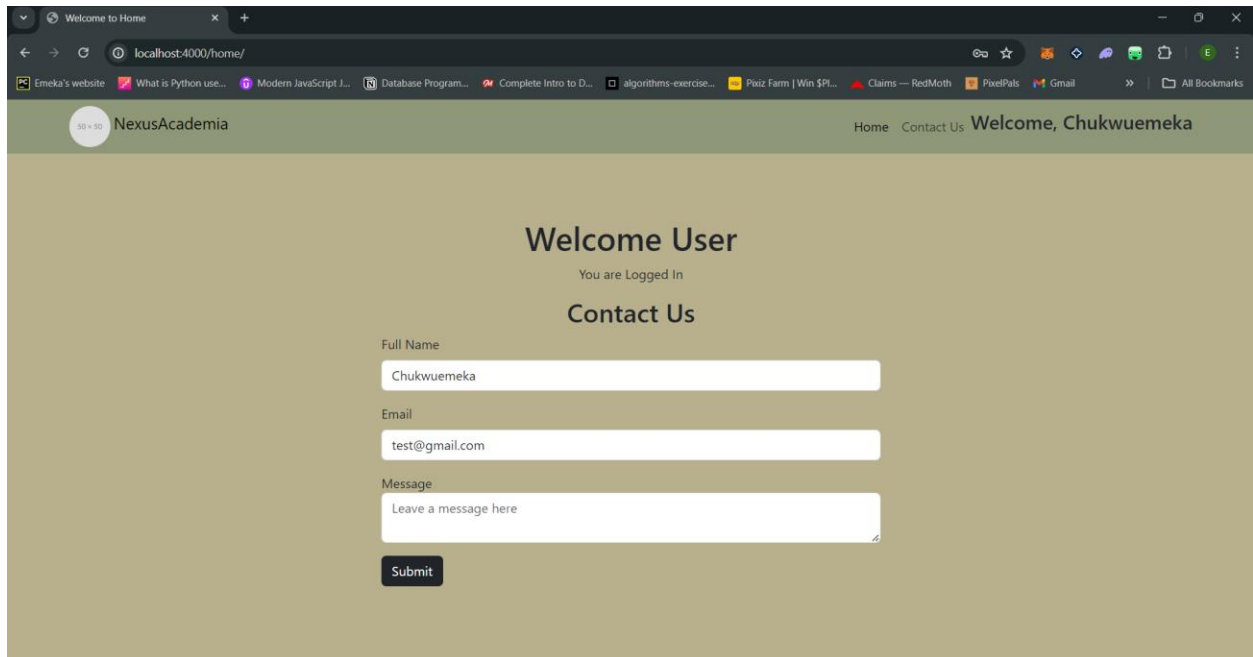 Welcome to Home
localhost:4000/home/
E
Emeka's website What is Python use... Modern JavaScript J... Database Program... Complete Intro to D... algorithms-exercise... Pixiz Farm | Win $PI... Claims — RedMoth PixelPals Gmail » All Bookmarks
50 × 50 NexusAcademia Home Contact Us Welcome, Chukwuemeka
Welcome User
You are Logged In
Contact Us
Full Name
Chukwuemeka
Email
test@gmail.com
Message
Leave a message here
Submit